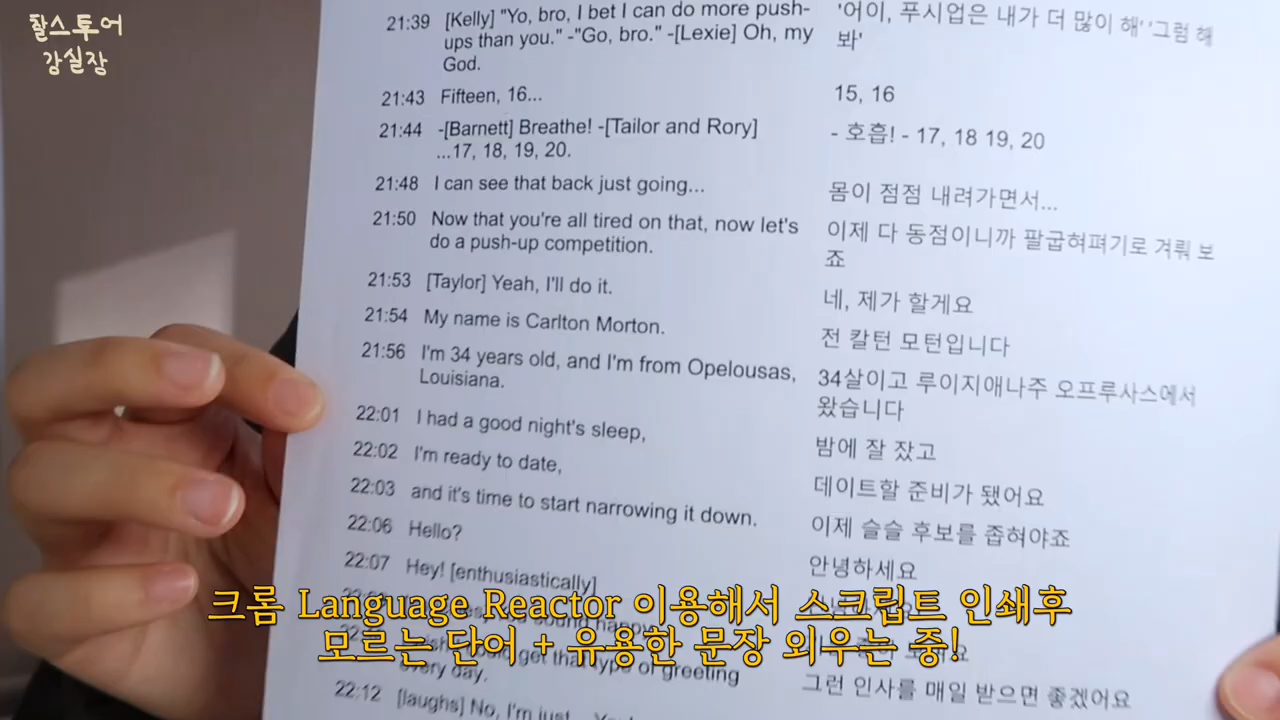 찰스투어
강실장
21:39 [Kelly] "Yo, bro, I bet I can do more push-
ups than you." -"Go, bro." -[Lexie] Oh, my
God.
'어이, 푸시업은 내가 더 많이 해' '그럼 해
봐'
21:43 Fifteen, 16...
15, 16
21:44 -[Barnett] Breathe! -[Tailor and Rory]
...17, 18, 19, 20.
- 호흡! - 17, 18 19, 20
21:48 I can see that back just going...
몸이 점점 내려가면서...
21:50 Now that you're all tired on that, now let's
do a push-up competition.
이제 다 동점이니까 팔굽혀펴기로 겨뤄 보
죠
21:53 [Taylor] Yeah, I'll do it.
네, 제가 할게요
21:54 My name is Carlton Morton.
전 칼턴 모턴입니다
21:56 I'm 34 years old, and I'm from Opelousas,
Louisiana.
34살이고 루이지애나주 오프루사스에서
왔습니다
22:01 I had a good night's sleep,
밤에 잘 잤고
22:02 I'm ready to date,
데이트할 준비가 됐어요
22:03 and it's time to start narrowing it down.
이제 슬슬 후보를 좁혀야죠
22:06 Hello?
안녕하세요
22:07 Hey! [enthusiastically]
get that type of greeting
every day.
그런 인사를 매일 받으면 좋겠어요
22:12 [laughs] No, I'm just...
크롬 Language Reactor 이용해서 스크립트 인쇄후
모르는 단어 + 유용한 문장 외우는 중!